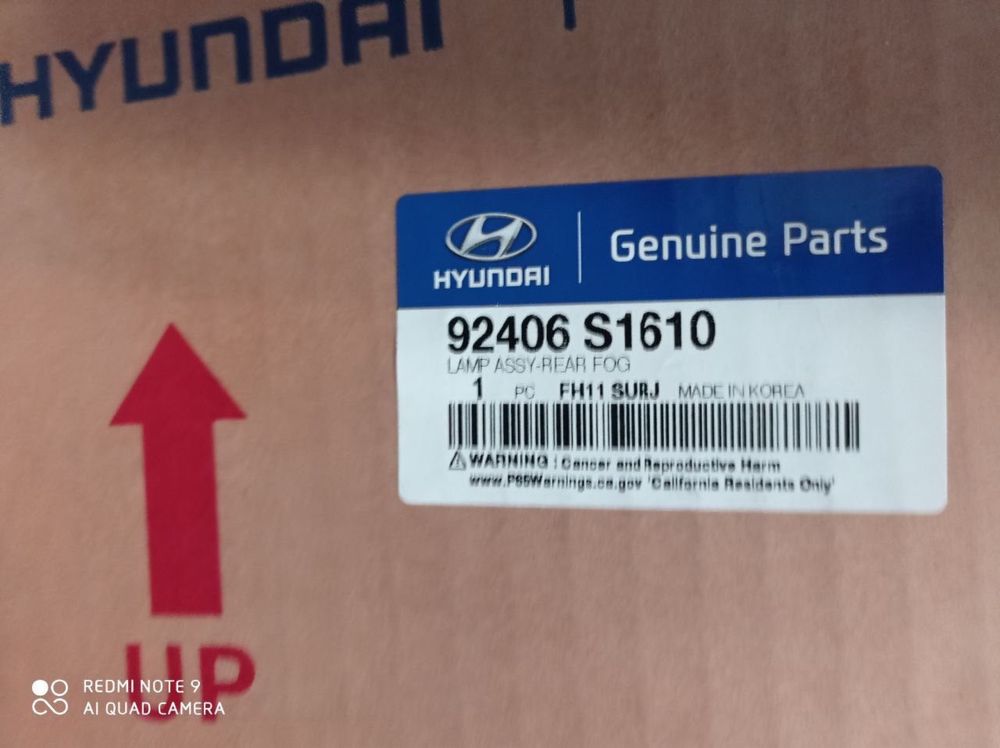 HYUNDAI
HYUNDAI
Genuine Parts
92406 S1610
LAMP ASSY-REAR FOG
1 PC FH11 SURJ MADE IN KOREA
⚠WARNING : Cancer and Reproductive Harm
www.P65Warnings.ca.gov 'California Residents Only'
UP
REDMI NOTE 9
AI QUAD CAMERA